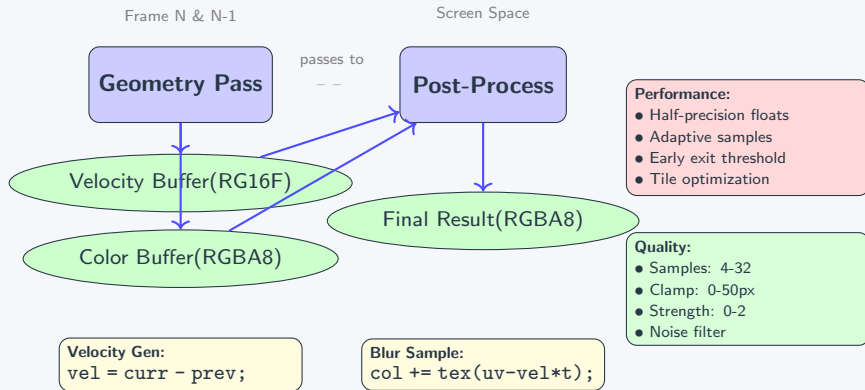 Frame N & N-1
Screen Space
Geometry Pass
passes to
– –
Post-Process
Velocity Buffer(RG16F)
Color Buffer(RGBA8)
Final Result(RGBA8)
Performance:
● Half-precision floats
● Adaptive samples
● Early exit threshold
● Tile optimization
Quality:
● Samples: 4-32
● Clamp: 0-50px
● Strength: 0-2
● Noise filter
Velocity Gen:
vel = curr − prev;
Blur Sample:
col += tex(uv-vel*t);